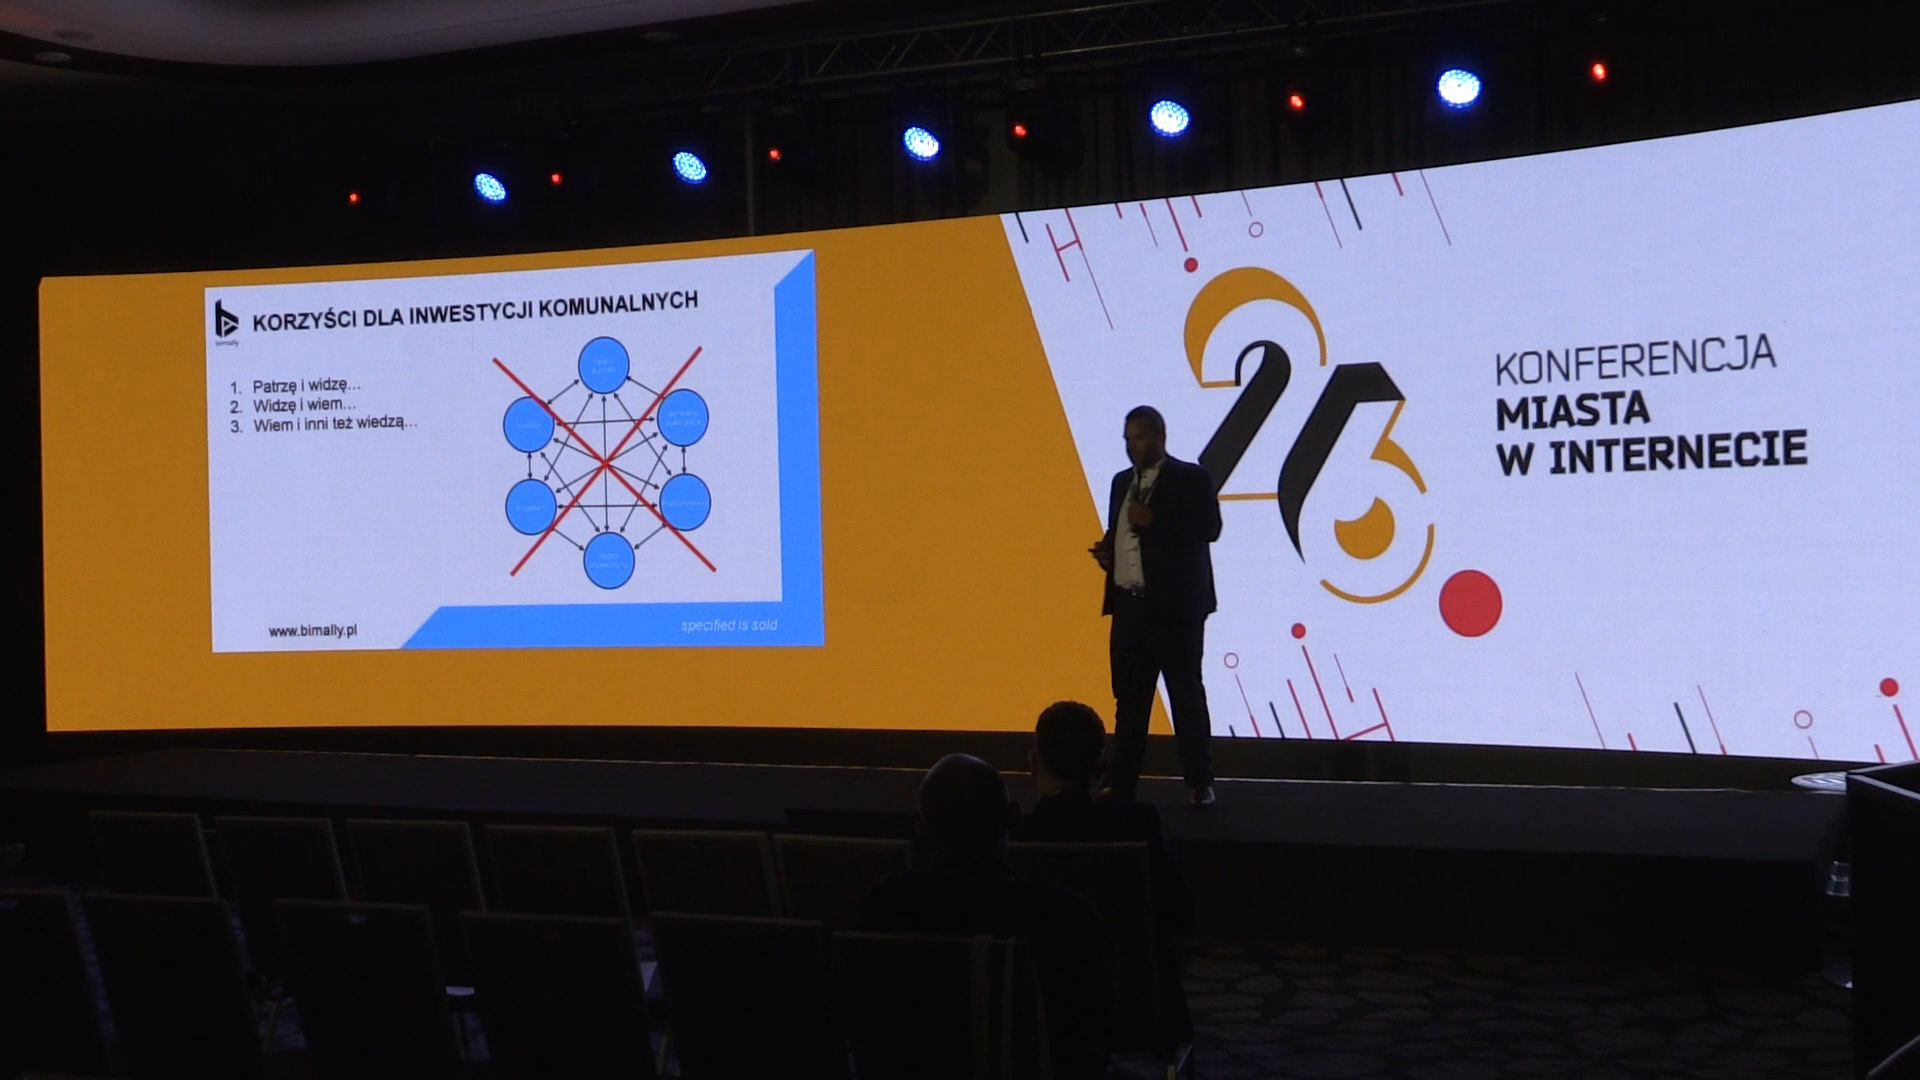 bimally
KORZYŚCI DLA INWESTYCJI KOMUNALNYCH
1. Patrzę i widzę...
2. Widzę i wiem...
3. Wiem i inni też wiedzą...
www.bimally.pl
specified is sold
26
KONFERENCJA
MIASTA
W INTERNECIE